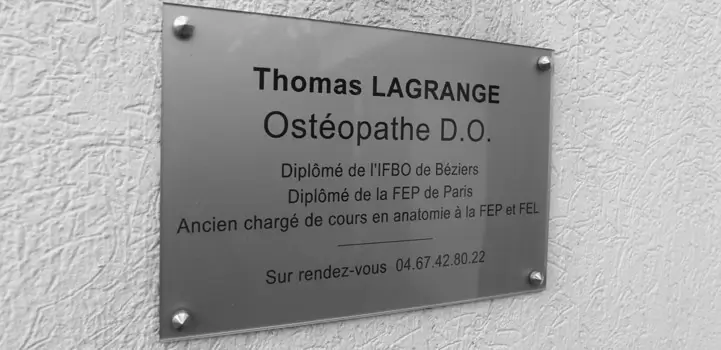 Thomas LAGRANGE
Ostéopathe D.O.
Diplômé de l'IFBO de Béziers
Diplômé de la FEP de Paris
Ancien chargé de cours en anatomie à la FEP et FEL
Sur rendez-vous 04.67.42.80.22